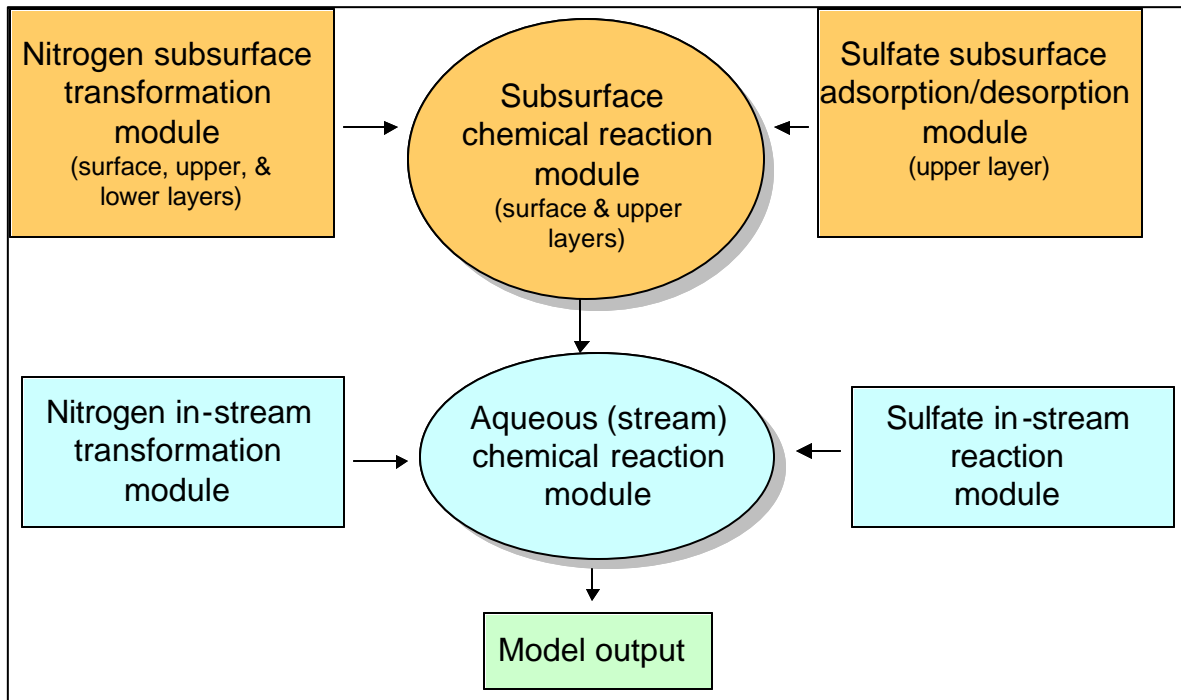 Nitrogen subsurface
transformation
module
(surface, upper, &
lower layers)
Subsurface
chemical reaction
module
(surface & upper
layers)
Sulfate subsurface
adsorption/desorption
module
(upper layer)
Nitrogen in-stream
transformation
module
Aqueous (stream)
chemical reaction
module
Sulfate in-stream
reaction
module
Model output